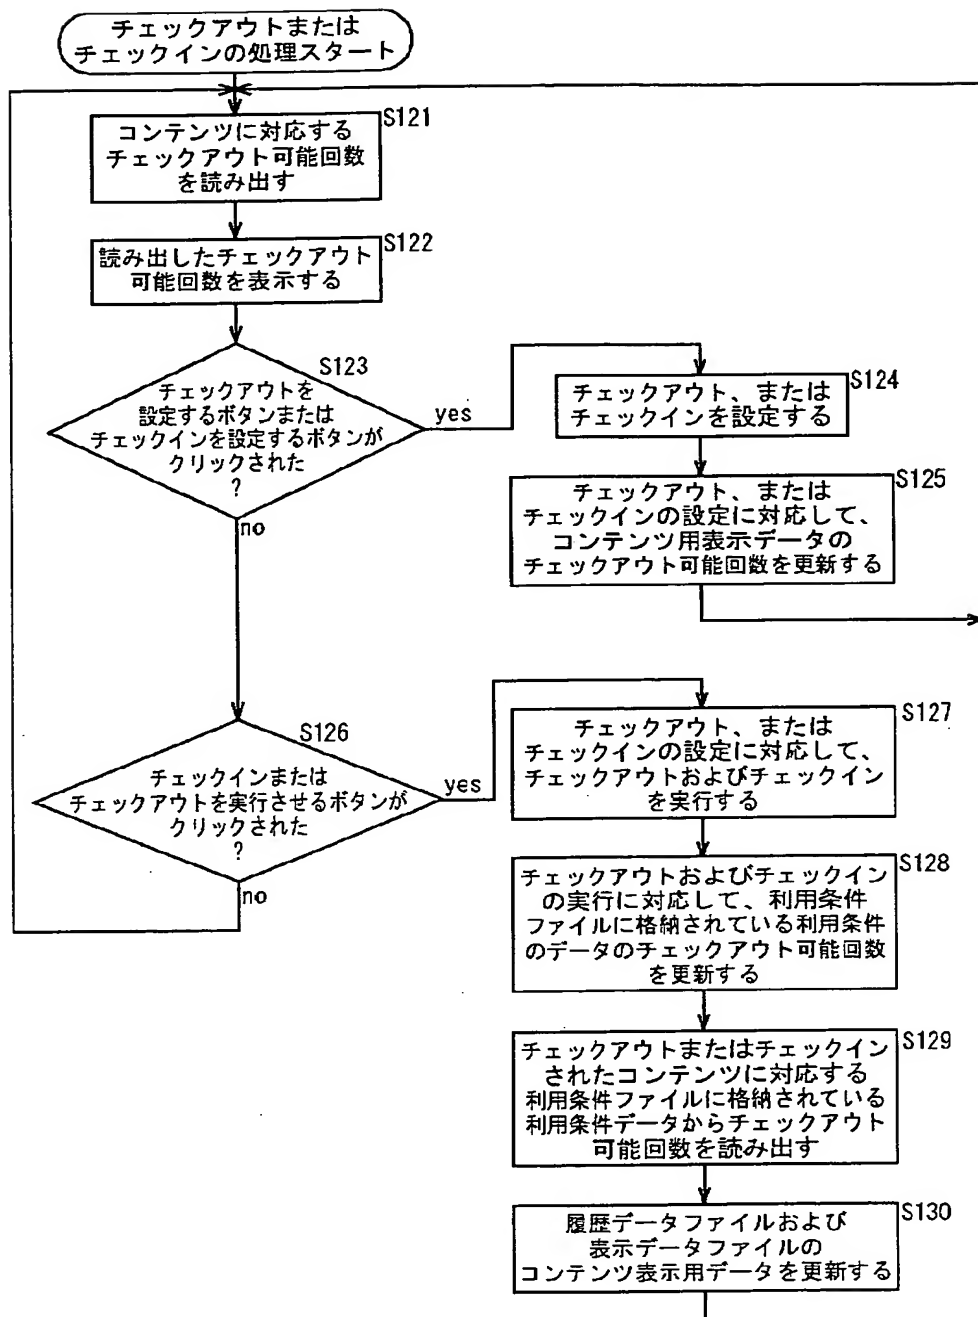 チェックアウトまたは
チェックインの処理スタート
S121
コンテンツに対応する
チェックアウト可能回数
を読み出す
S122
読み出したチェックアウト
可能回数を表示する
S123
チェックアウトを
設定するボタンまたは
チェックインを設定するボタンが
クリックされた
?
yes
no
S124
チェックアウト、または
チェックインを設定する
S125
チェックアウト、または
チェックインの設定に対応して、
コンテンツ用表示データの
チェックアウト可能回数を更新する
S126
チェックインまたは
チェックアウトを実行させるボタンが
クリックされた
?
yes
no
S127
チェックアウト、または
チェックインの設定に対応して、
チェックアウトおよびチェックイン
を実行する
S128
チェックアウトおよびチェックイン
の実行に対応して、利用条件
ファイルに格納されている利用条件
のデータのチェックアウト可能回数
を更新する
S129
チェックアウトまたはチェックイン
されたコンテンツに対応する
利用条件ファイルに格納されている
利用条件データからチェックアウト
可能回数を読み出す
S130
履歴データファイルおよび
表示データファイルの
コンテンツ表示用データを更新する